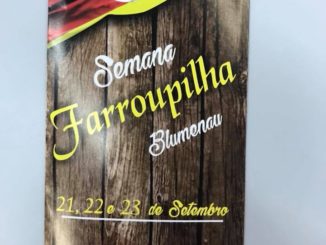 Semana
Farroupilha
Blumenau
21, 22 e 23 de Setembro